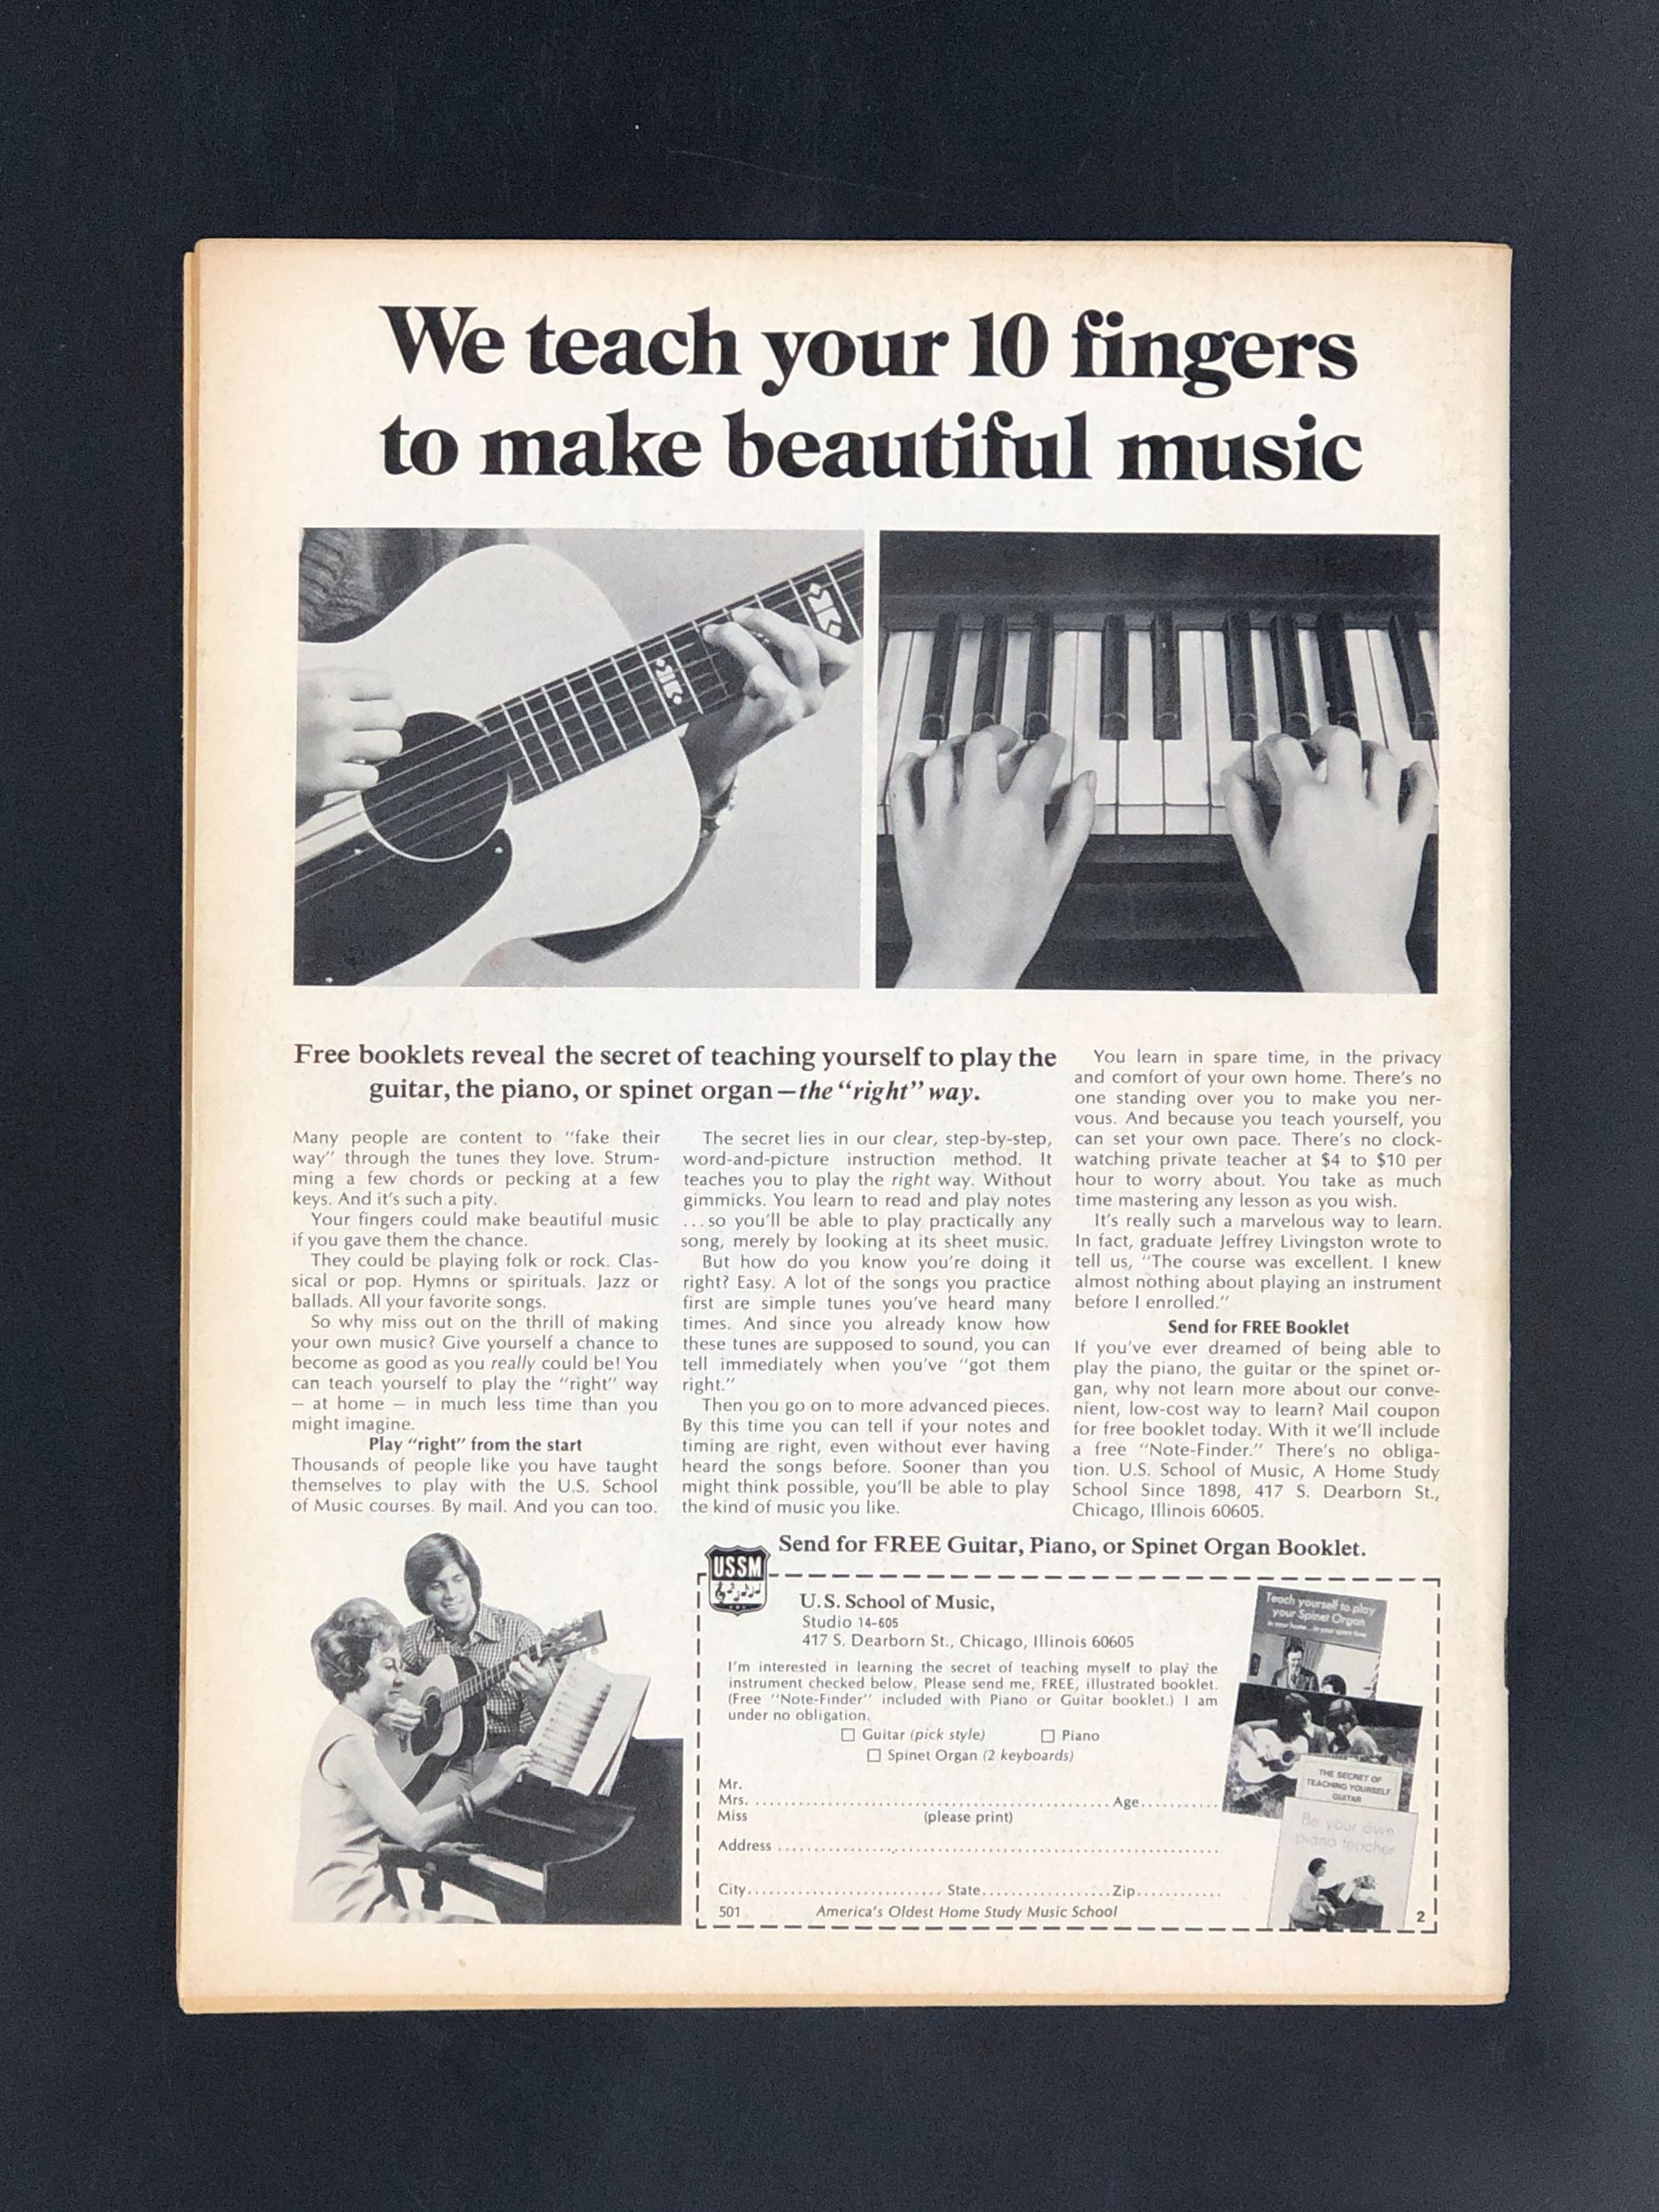 We teach your 10 fingers
to make beautiful music
Free booklets reveal the secret of teaching yourself to play the
guitar, the piano, or spinet organ—the “right” way.
Many people are content to “fake their
way” through the tunes they love. Strum-
ming a few chords or pecking at a few
keys. And it’s such a pity.
Your fingers could make beautiful music
if you gave them the chance.
They could be playing folk or rock. Clas-
sical or pop. Hymns or spirituals. Jazz or
ballads. All your favorite songs.
So why miss out on the thrill of making
your own music? Give yourself a chance to
become as good as you really could be! You
can teach yourself to play the “right” way
— at home — in much less time than you
might imagine.
Play “right” from the start
Thousands of people like you have taught
themselves to play with the U.S. School
of Music courses. By mail. And you can too.
The secret lies in our clear, step-by-step,
word-and-picture instruction method. It
teaches you to play the right way. Without
gimmicks. You learn to read and play notes
...so you’ll be able to play practically any
song, merely by looking at its sheet music.
But how do you know you’re doing it
right? Easy. A lot of the songs you practice
first are simple tunes you’ve heard many
times. And since you already know how
these tunes are supposed to sound, you can
tell immediately when you’ve “got them
right.”
Then you go on to more advanced pieces.
By this time you can tell if your notes and
timing are right, even without ever having
heard the songs before. Sooner than you
might think possible, you’ll be able to play
the kind of music you like.
You learn in spare time, in the privacy
and comfort of your own home. There’s no
one standing over you to make you ner-
vous. And because you teach yourself, you
can set your own pace. There’s no clock-
watching private teacher at $4 to $10 per
hour to worry about. You take as much
time mastering any lesson as you wish.
It’s really such a marvelous way to learn.
In fact, graduate Jeffrey Livingston wrote to
tell us, “The course was excellent. I knew
almost nothing about playing an instrument
before I enrolled.”
Send for FREE Booklet
If you’ve ever dreamed of being able to
play the piano, the guitar or the spinet or-
gan, why not learn more about our conve-
nient, low-cost way to learn? Mail coupon
for free booklet today. With it we’ll include
a free “Note-Finder.” There’s no obliga-
tion. U.S. School of Music, A Home Study
School Since 1898, 417 S. Dearborn St.,
Chicago, Illinois 60605.
Send for FREE Guitar, Piano, or Spinet Organ Booklet.
USSM
U.S. School of Music,
Studio 14-605
417 S. Dearborn St., Chicago, Illinois 60605
I’m interested in learning the secret of teaching myself to play the
instrument checked below. Please send me, FREE, illustrated booklet.
(Free “Note-Finder” included with Piano or Guitar booklet.) I am
under no obligation.
☐ Guitar (pick style) ☐ Piano
☐ Spinet Organ (2 keyboards)
Mr.
Mrs. ........................................ Age...........
Miss (please print)
Address ........................................
City........................ State.................Zip............
501 America’s Oldest Home Study Music School
Teach yourself to play
your Spinet Organ
in your home...in your spare time
THE SECRET OF
TEACHING YOURSELF
GUITAR
Be your own
piano teacher
2